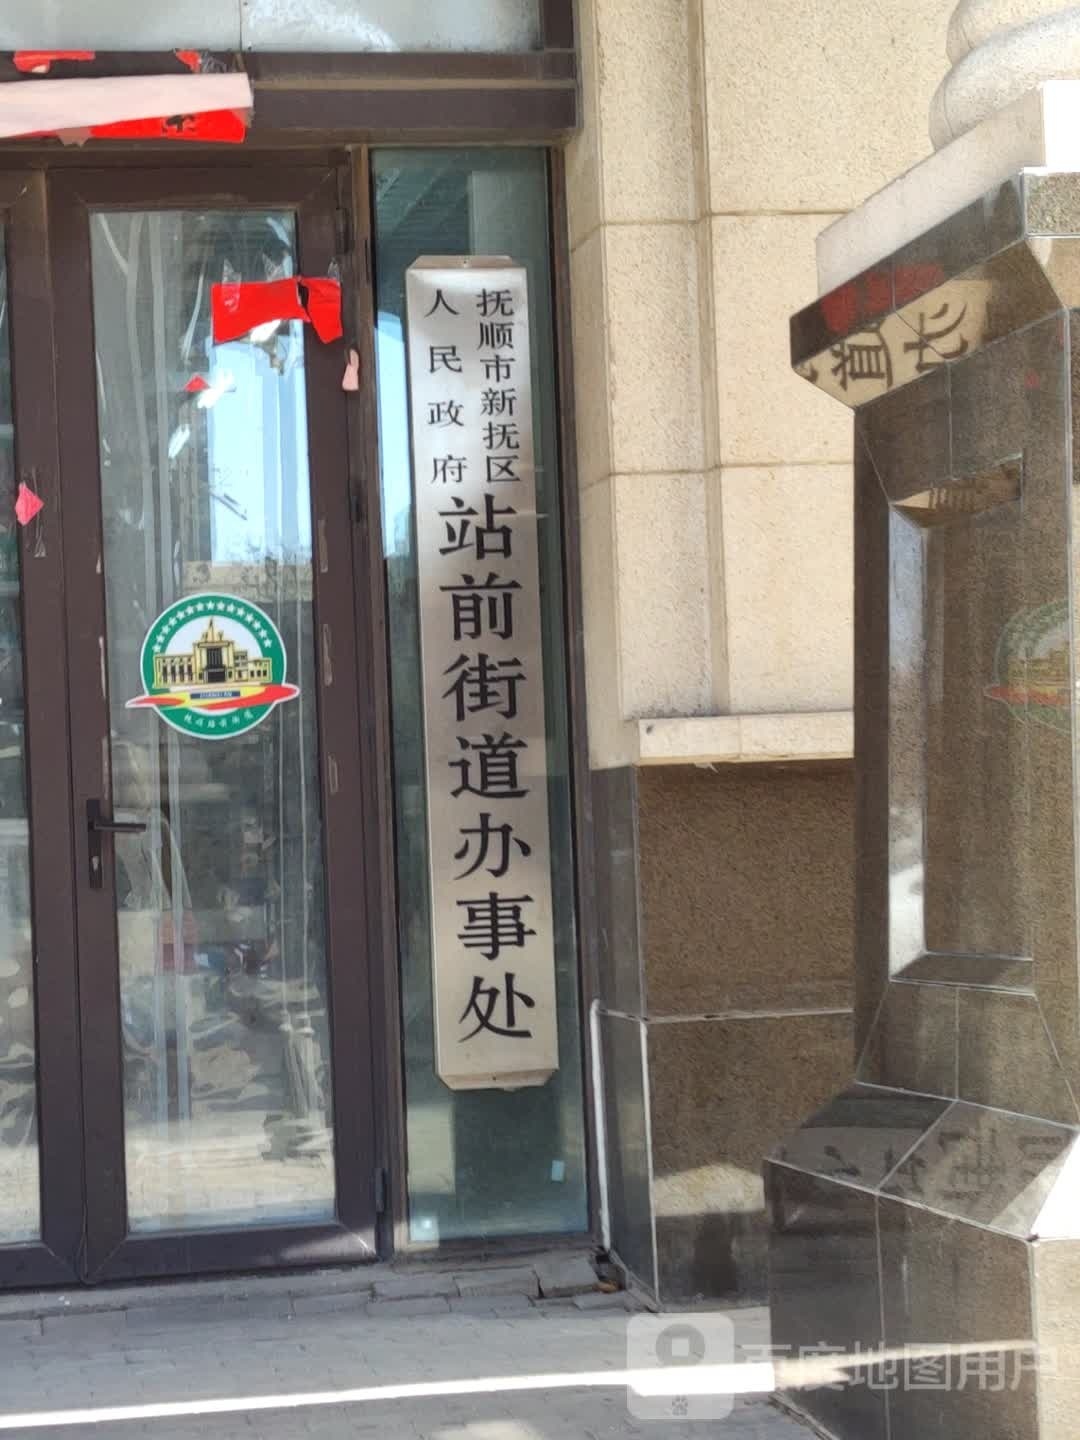 抚顺市新抚区
人民政府
站前街道办事处
百度地图用户